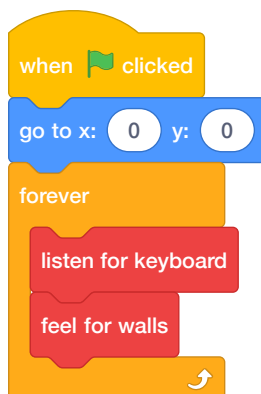 when clicked
go to x: 0 y: 0
forever
listen for keyboard
feel for walls